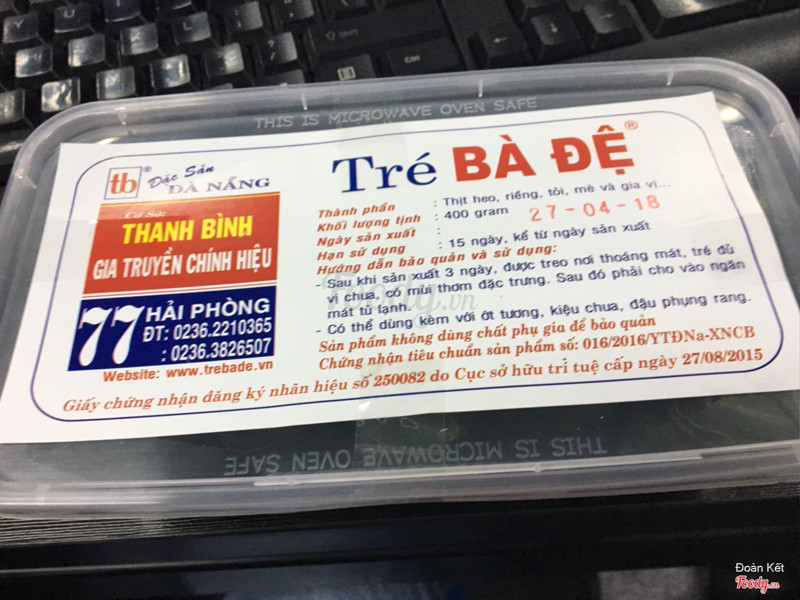 Shift
THIS IS MICROWAVE OVEN SAFE
tb® Đặc Sản
ĐÀ NẴNG
Cơ Sở:
THANH BÌNH
GIA TRUYỀN CHÍNH HIỆU
77 HẢI PHÒNG
ĐT: 0236.2210365
: 0236.3826507
Website: www.trebade.vn
Tré BÀ ĐỆ®
Thành phần : Thịt heo, riềng, tỏi, mè và gia vị...
Khối lượng tịnh : 400 gram
Ngày sản xuất : 27-04-18
Hạn sử dụng : 15 ngày, kể từ ngày sản xuất
Hướng dẫn bảo quản và sử dụng:
- Sau khi sản xuất 3 ngày, được treo nơi thoáng mát, tré đủ
vị chua, có mùi thơm đặc trưng. Sau đó phải cho vào ngăn
mát tủ lạnh.
- Có thể dùng kèm với ớt tương, kiệu chua, đậu phụng rang.
Sản phẩm không dùng chất phụ gia để bảo quản
Chứng nhận tiêu chuẩn sản phẩm số: 016/2016/YTĐNa-XNCB
Giấy chứng nhận đăng ký nhãn hiệu số 250082 do Cục sở hữu trí tuệ cấp ngày 27/08/2015
Foody.vn
THIS IS MICROWAVE OVEN SAFE
Đoàn Kết
Foody.vn